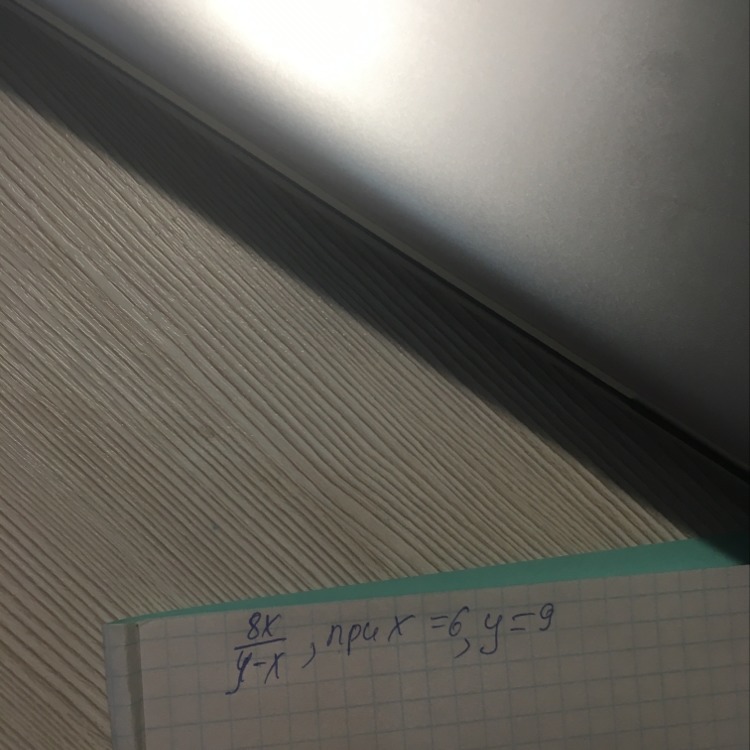 8x/(y-x), при x = 6, y = 9